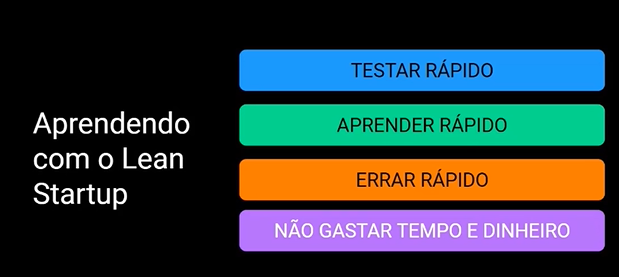 Aprendendo
com o Lean
Startup
TESTAR RÁPIDO
APRENDER RÁPIDO
ERRAR RÁPIDO
NÃO GASTAR TEMPO E DINHEIRO